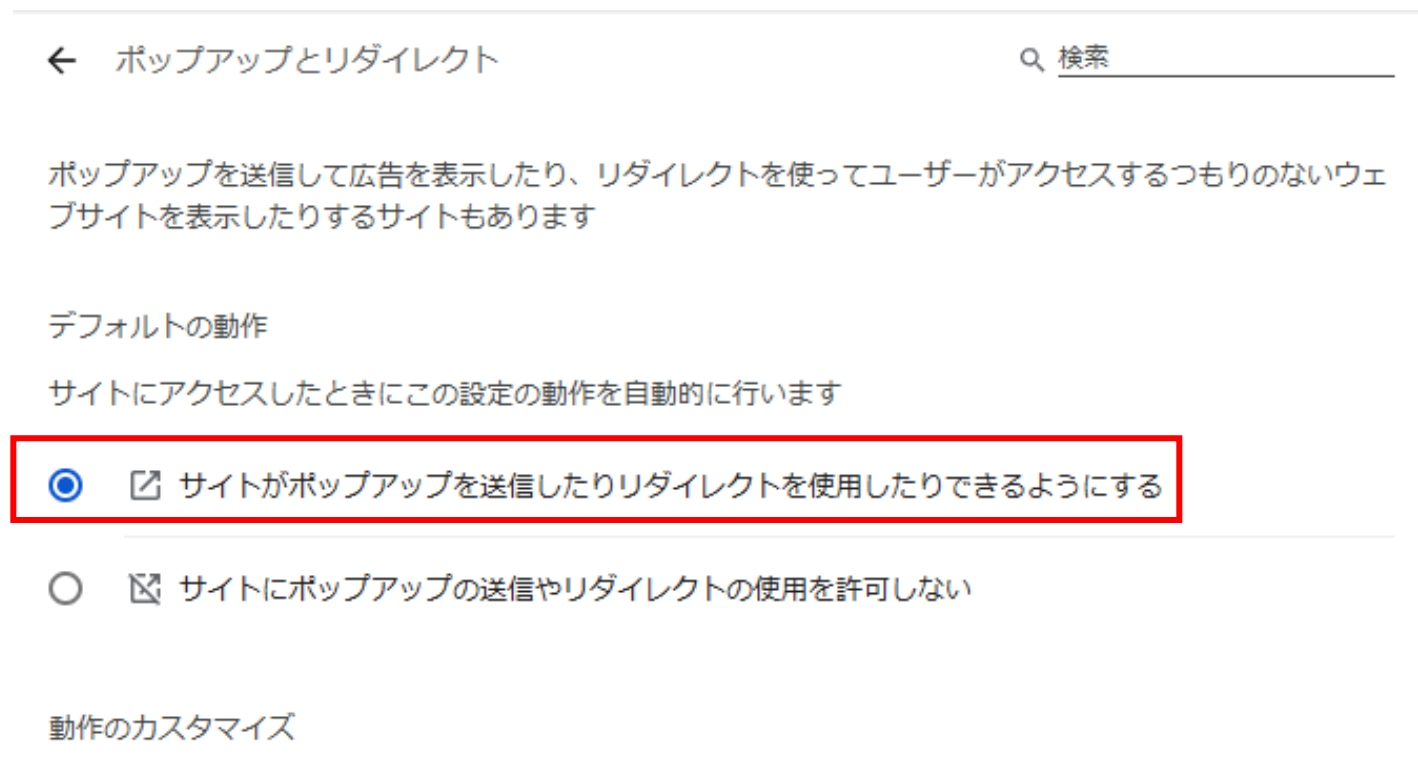 ポップアップとリダイレクト
検索
ポップアップを送信して広告を表示したり、リダイレクトを使ってユーザーがアクセスするつもりのないウェ
ブサイトを表示したりするサイトもあります
デフォルトの動作
サイトにアクセスしたときにこの設定の動作を自動的に行います
サイトがポップアップを送信したりリダイレクトを使用したりできるようにする
サイトにポップアップの送信やリダイレクトの使用を許可しない
動作のカスタマイズ